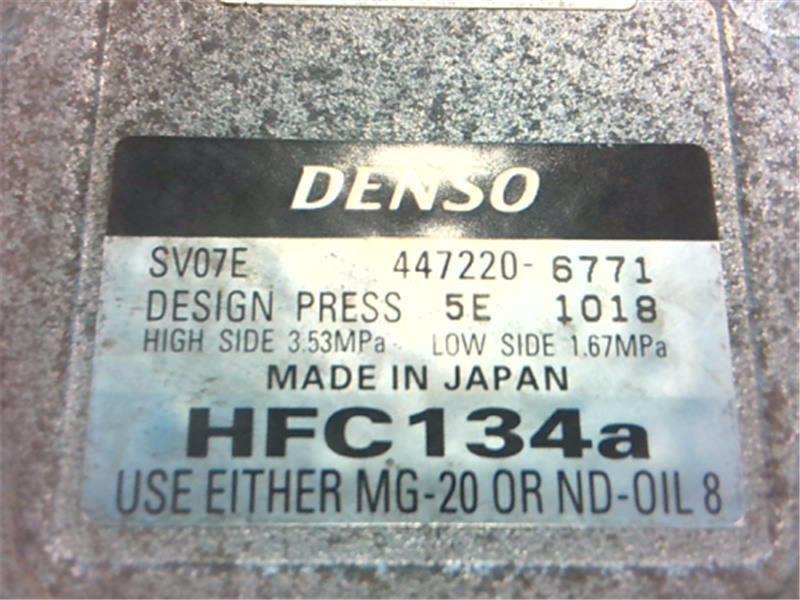 DENSO
SV07E 447220-6771
DESIGN PRESS 5E 1018
HIGH SIDE 3.53MPa LOW SIDE 1.67MPa
MADE IN JAPAN
HFC134a
USE EITHER MG-20 OR ND-OIL 8